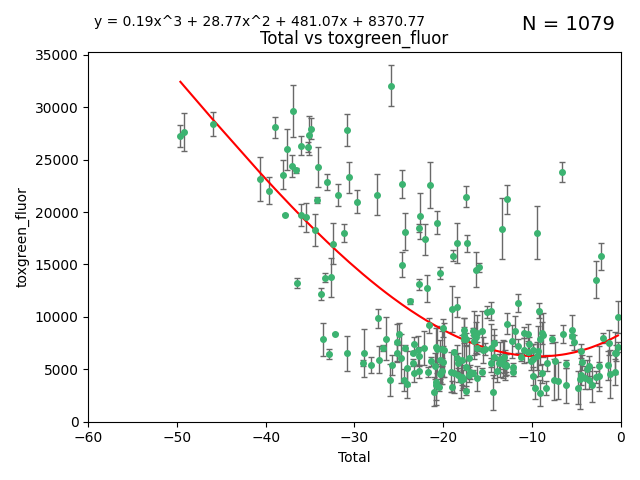 y = 0.19x^3 + 28.77x^2 + 481.07x + 8370.77
N = 1079
Total vs toxgreen_fluor
35000
30000
25000
20000
15000
10000
5000
0
toxgreen_fluor
−60 −50 −40 −30 −20 −10 0
Total